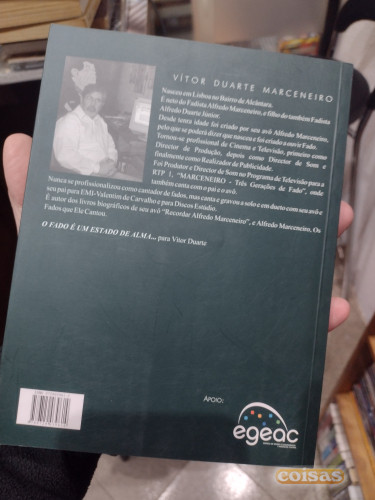 VÍTOR DUARTE MARCENEIRO
Nasceu em Lisboa no Bairro de Alcântara.
É neto do Fadista Alfredo Marceneiro, e filho do também Fadista
Alfredo Duarte Júnior.
Desde tenra idade foi criado por seu avô Alfredo Marceneiro,
pelo que se poderá dizer que nasceu e foi criado a ouvir Fado.
Tornou-se profissional de Cinema e Televisão, primeiro como
Director de Produção, depois como Director de Som e
finalmente como Realizador de Publicidade.
Foi Produtor e Director de Som no Programa de Televisão para a
RTP 1, "MARCENEIRO - Três Gerações de Fado", onde
também canta com o pai e o avô.
Nunca se profissionalizou como cantador de fados, mas canta e gravou a solo e em dueto com seu avô e
seu pai para EMI-Valentim de Carvalho e para Discos Estúdio.
É autor dos livros biográficos de seu avô "Recordar Alfredo Marceneiro", e Alfredo Marceneiro. Os
Fados que Ele Cantou.
O FADO É UM ESTADO DE ALMA... para Vítor Duarte
APOIO:
egeac
coisas